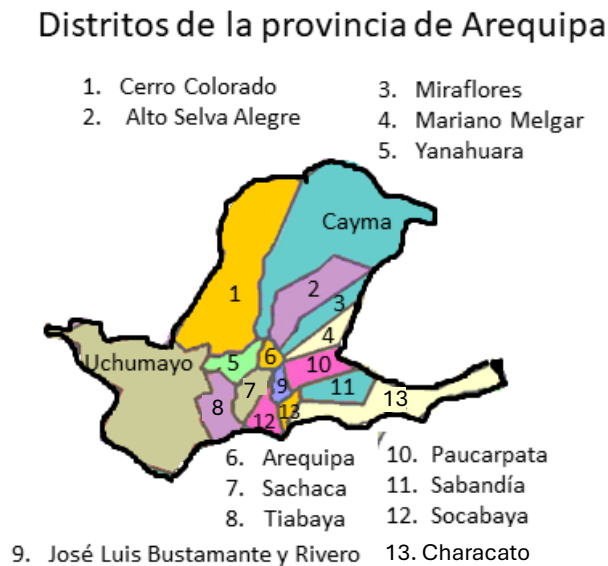 Distritos de la provincia de Arequipa
1. Cerro Colorado
2. Alto Selva Alegre
3. Miraflores
4. Mariano Melgar
5. Yanahuara
Cayma
2
3
1
4
Uchumayo
5
6
10
7
9
11
13
8
12
13
6. Arequipa
7. Sachaca
8. Tiabaya
10. Paucarpata
11. Sabandía
12. Socabaya
9. José Luis Bustamante y Rivero
13. Characato